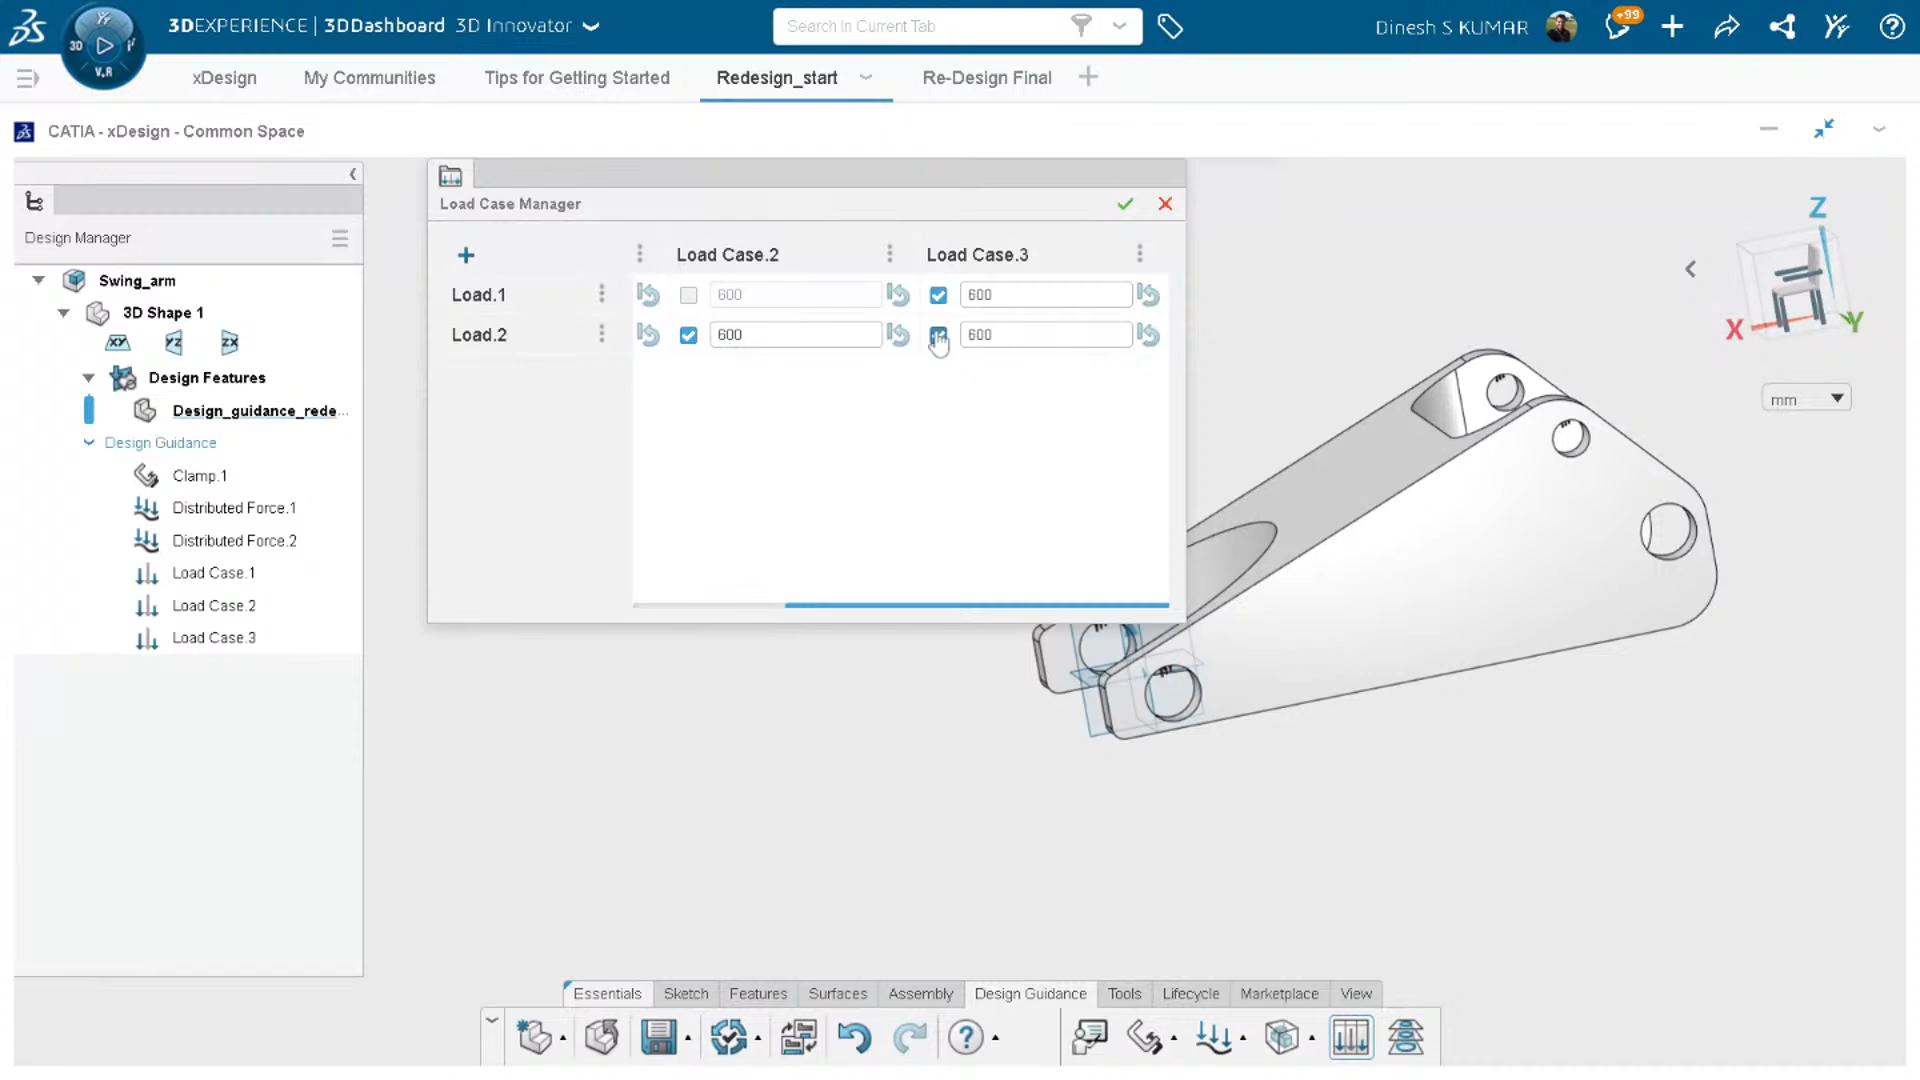 3DEXPERIENCE | 3DDashboard 3D Innovator
Search In Current Tab
Dinesh S KUMAR
+99
3D
V.R
xDesign
My Communities
Tips for Getting Started
Redesign_start
Re-Design Final
CATIA - xDesign - Common Space
Design Manager
Swing_arm
3D Shape 1
XY
YZ
ZX
Design Features
Design_guidance_rede...
Design Guidance
Clamp.1
Distributed Force.1
Distributed Force.2
Load Case.1
Load Case.2
Load Case.3
Load Case Manager
Load Case.2
Load Case.3
Load.1
600
600
Load.2
600
600
Z
X
Y
mm
Essentials
Sketch
Features
Surfaces
Assembly
Design Guidance
Tools
Lifecycle
Marketplace
View